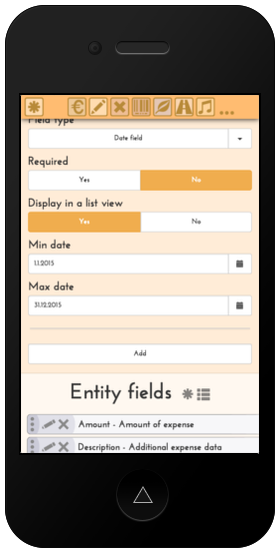 Field type
Date field
Required
Yes No
Display in a list view
Yes No
Min date
1.1.2015
Max date
31.12.2015
Add
Entity fields
Amount - Amount of expense
Description - Additional expense data